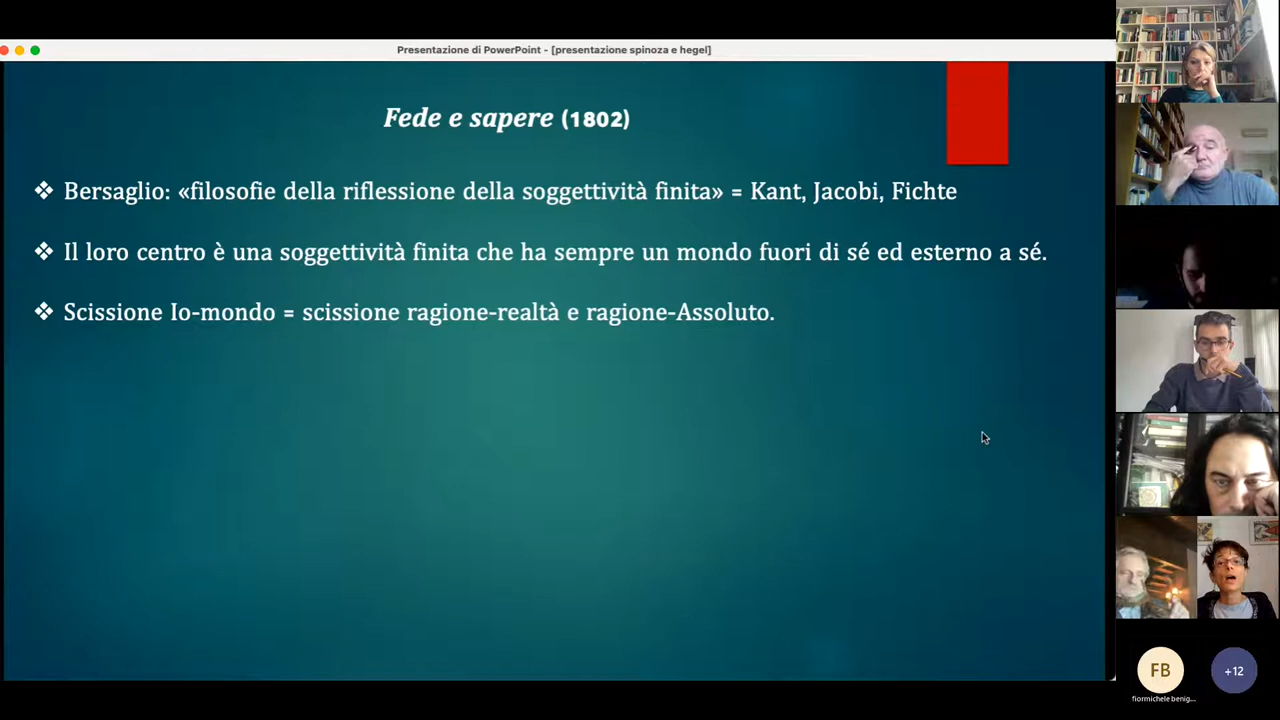 Presentazione di PowerPoint - [presentazione spinoza e hegel]
Fede e sapere (1802)
❖ Bersaglio: «filosofie della riflessione della soggettività finita» = Kant, Jacobi, Fichte
❖ Il loro centro è una soggettività finita che ha sempre un mondo fuori di sé ed esterno a sé.
❖ Scissione Io-mondo = scissione ragione-realtà e ragione-Assoluto.
FB
+12
fiormichele benig...